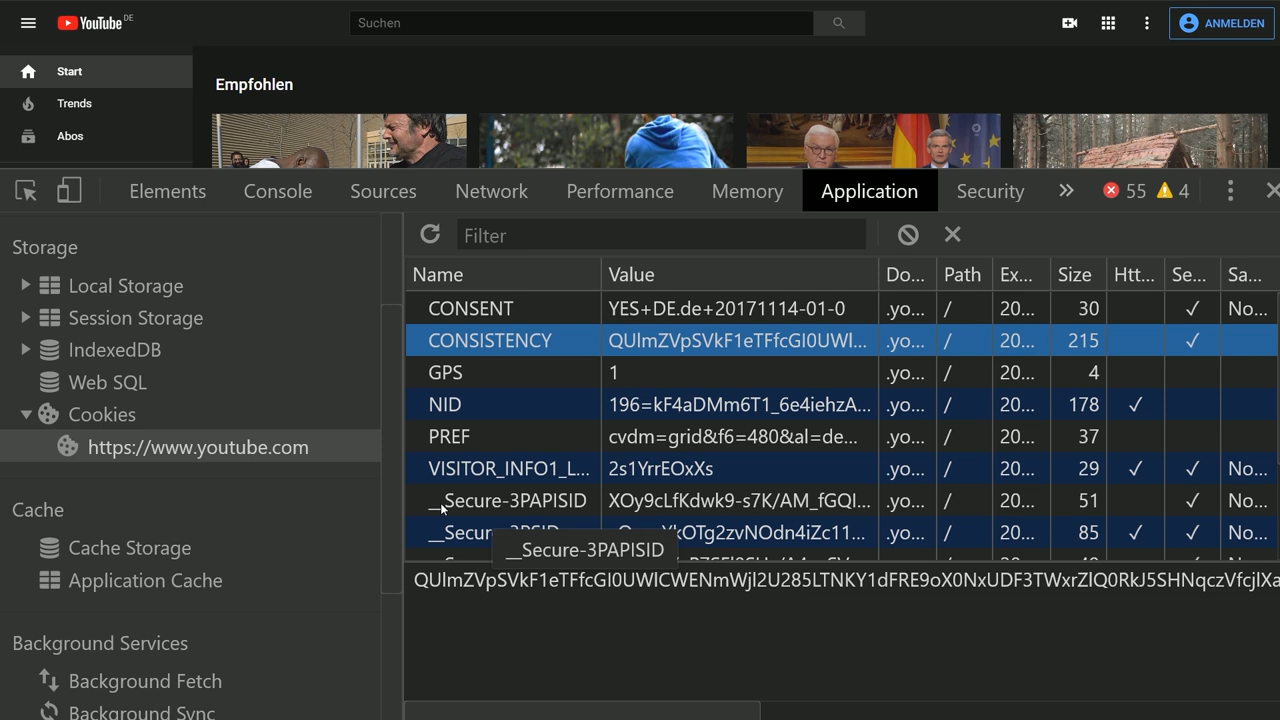 YouTube DE
Suchen
ANMELDEN
Start
Trends
Abos
Empfohlen
Elements Console Sources Network Performance Memory Application Security 55 4
Storage
Local Storage
Session Storage
IndexedDB
Web SQL
Cookies
https://www.youtube.com
Cache
Cache Storage
Application Cache
Background Services
Background Fetch
Background Sync
Filter
Name Value Do... Path Ex... Size Htt... Se... Sa...
CONSENT YES+DE.de+20171114-01-0 .yo... / 20... 30 ✓ No...
CONSISTENCY .yo... / 20... 215 ✓
GPS 1 .yo... / 20... 4
NID 196=kF4aDMm6T1_6e4iehzA... .yo... / 20... 178 ✓
PREF cvdm=grid&f6=480&al=de... .yo... / 20... 37
VISITOR_INFO1_L... 2s1YrrEOxXs .yo... / 20... 29 ✓ ✓ No...
__Secure-3PAPISID XOy9cLfKdwk9-s7K/AM_fGQI... .yo... / 20... 51 ✓ No...
.yo... / 20... 85 ✓ ✓ No...
__Secure-3PAPISID